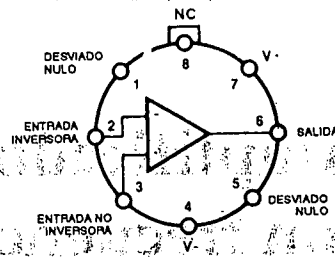 NC
8
DESVIADO
NULO
1
V+
7
2
ENTRADA
INVERSORA
-
6
SALIDA
3
ENTRADA NO
INVERSORA
4
V-
5
DESVIADO
NULO